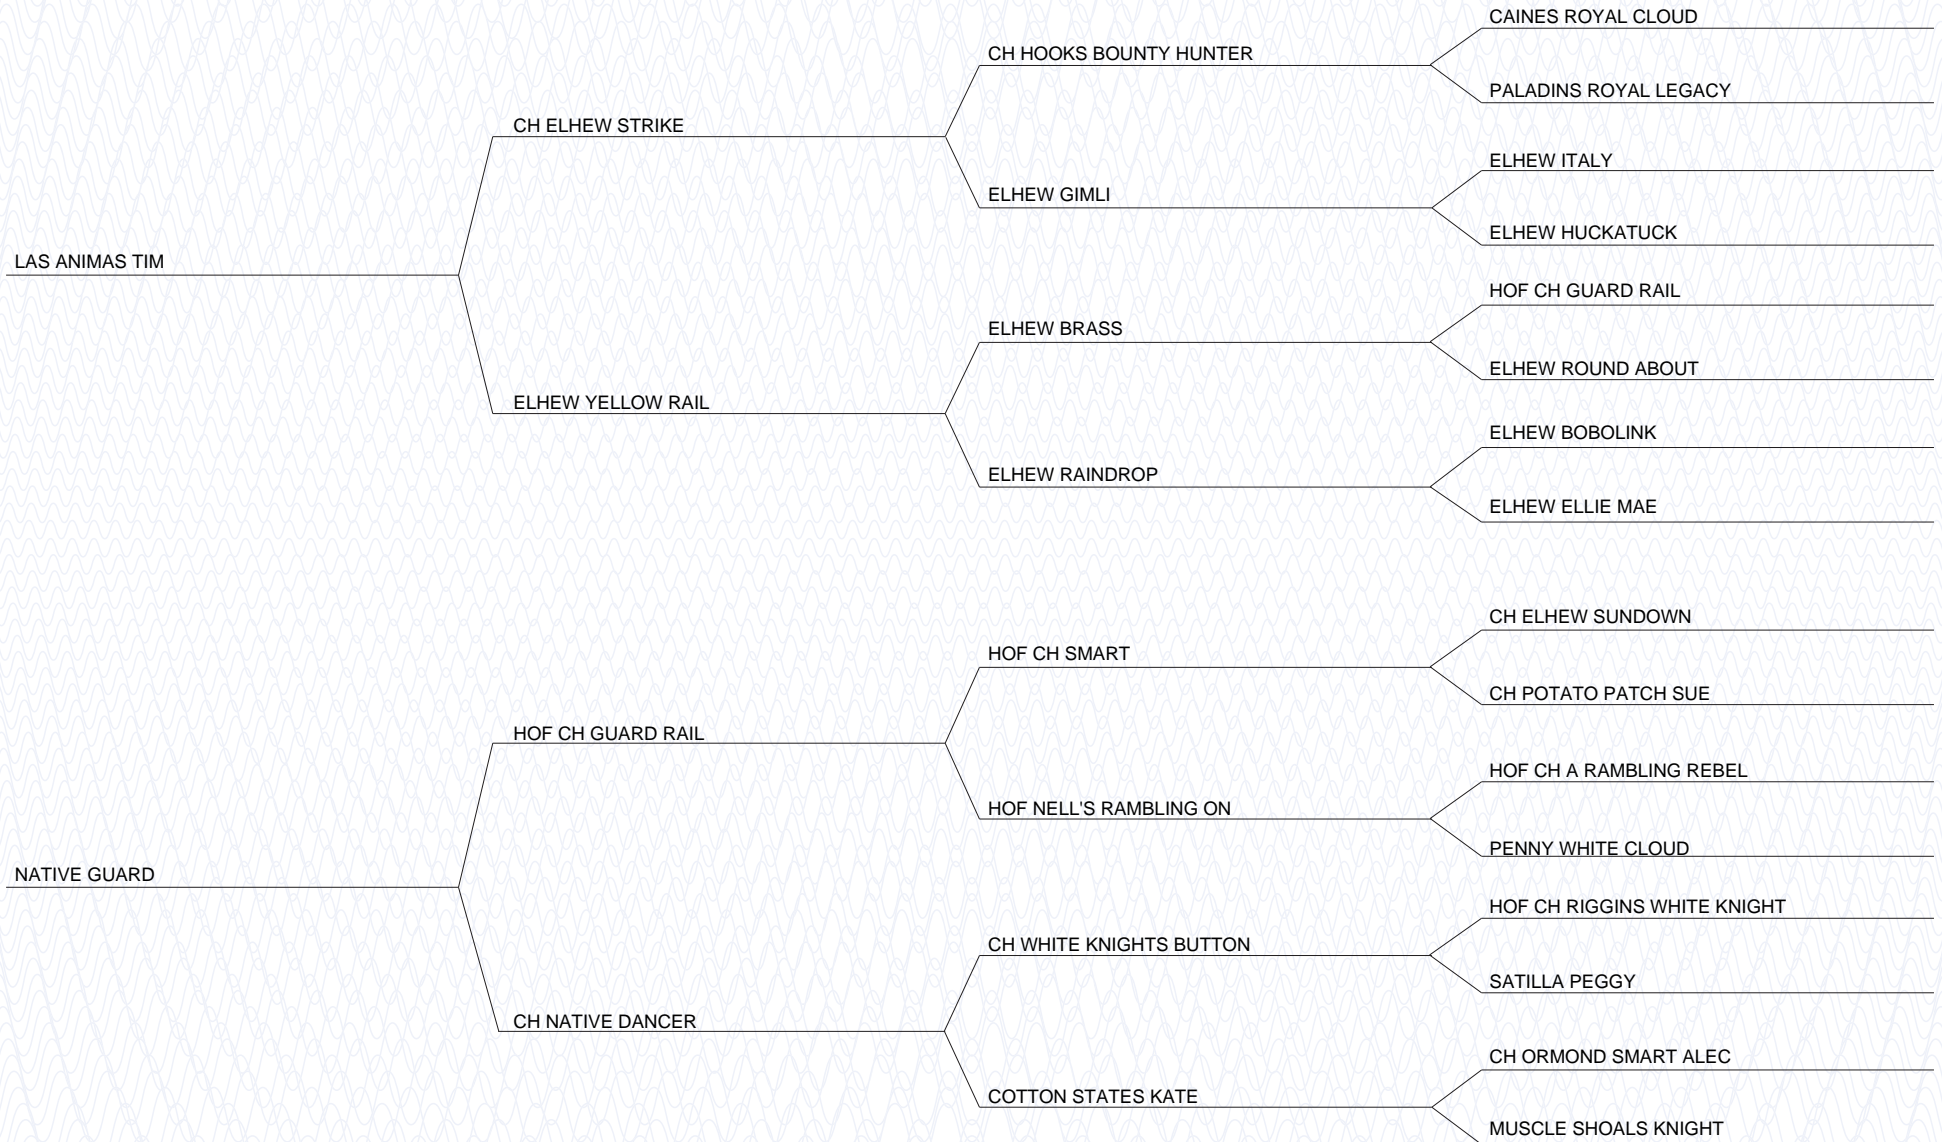 CAINES ROYAL CLOUD
CH HOOKS BOUNTY HUNTER
PALADINS ROYAL LEGACY
CH ELHEW STRIKE
ELHEW ITALY
ELHEW GIMLI
ELHEW HUCKATUCK
LAS ANIMAS TIM
HOF CH GUARD RAIL
ELHEW BRASS
ELHEW ROUND ABOUT
ELHEW YELLOW RAIL
ELHEW BOBOLINK
ELHEW RAINDROP
ELHEW ELLIE MAE
CH ELHEW SUNDOWN
HOF CH SMART
CH POTATO PATCH SUE
HOF CH GUARD RAIL
HOF CH A RAMBLING REBEL
HOF NELL'S RAMBLING ON
PENNY WHITE CLOUD
NATIVE GUARD
HOF CH RIGGINS WHITE KNIGHT
CH WHITE KNIGHTS BUTTON
SATILLA PEGGY
CH NATIVE DANCER
CH ORMOND SMART ALEC
COTTON STATES KATE
MUSCLE SHOALS KNIGHT